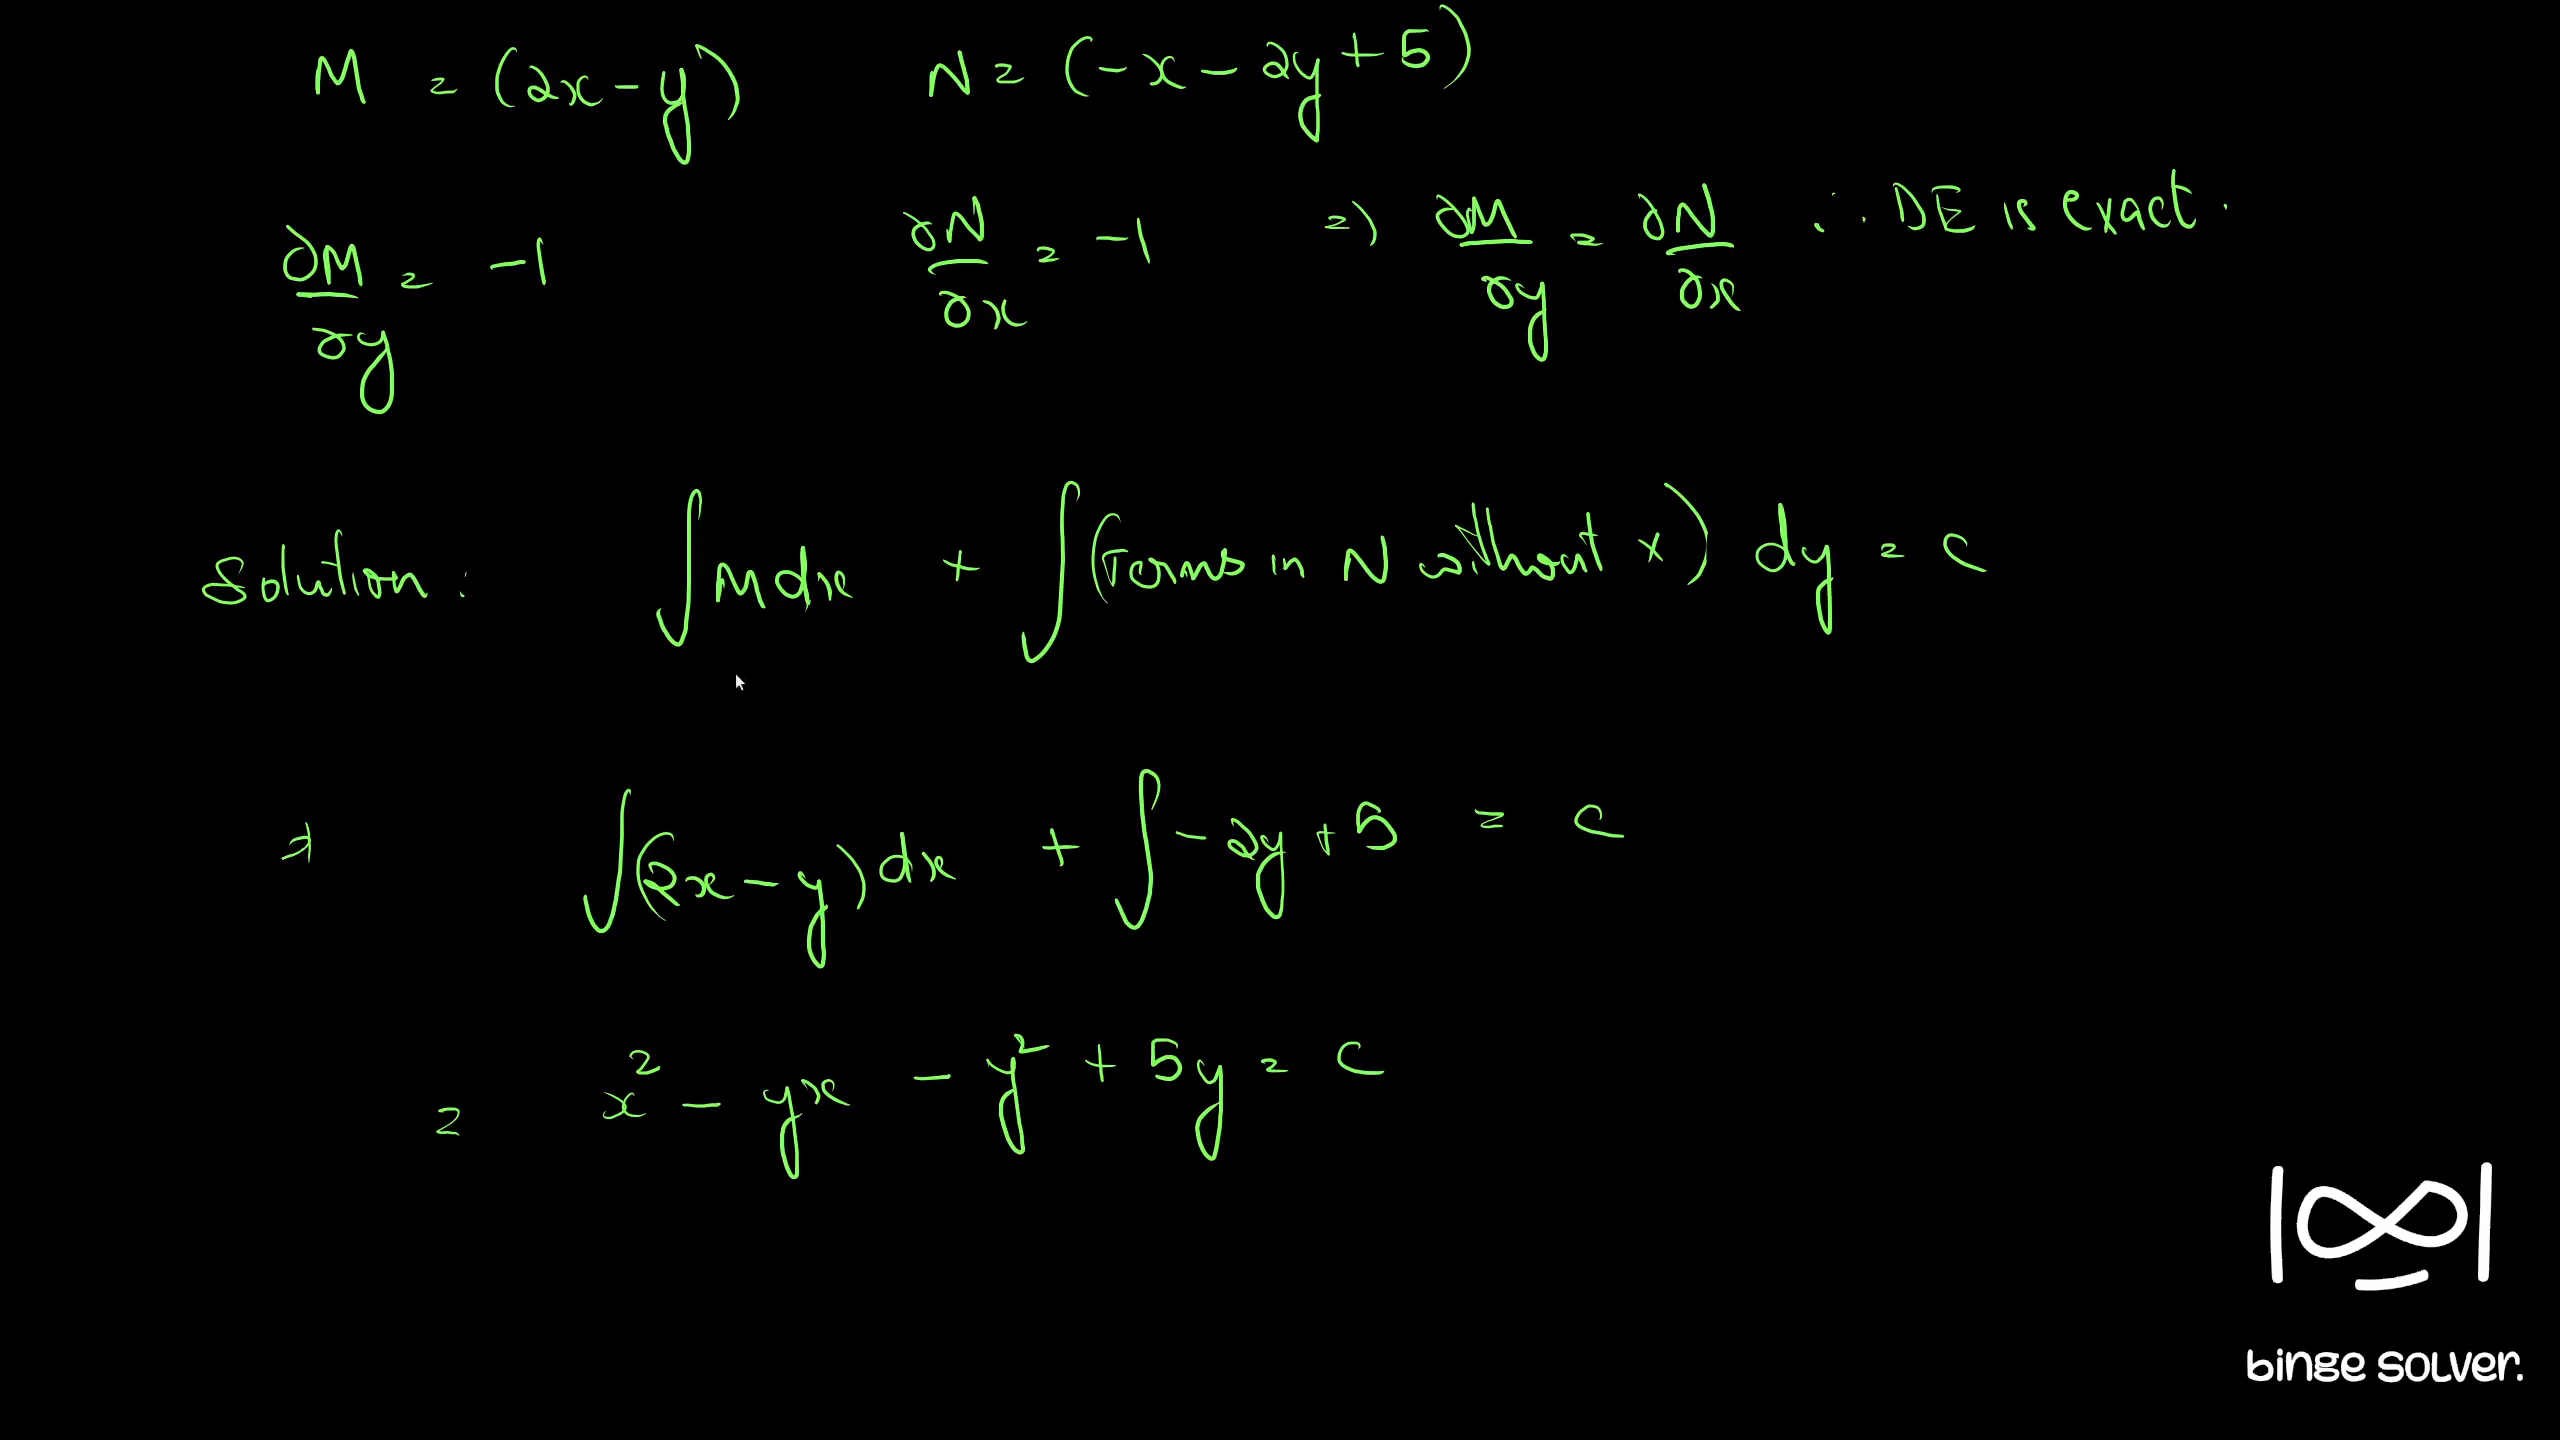 M = (2x - y) N = (-x - 2y + 5)
∂M/∂y = -1 ∂N/∂x = -1 => ∂M/∂y = ∂N/∂x ∴ DE is exact.
Solution: ∫Mdx + ∫(Terms in N without x) dy = C
⇒ ∫(2x - y)dx + ∫-2y + 5 = C
= x² - yx - y² + 5y = C
binge solver.